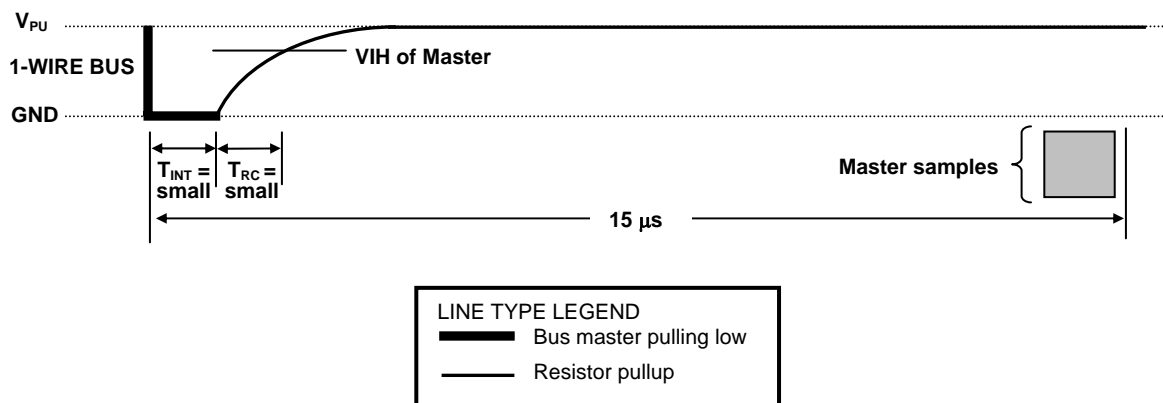 VPU
1-WIRE BUS
VIH of Master
GND
TINT = small
TRC = small
Master samples
15 μs
LINE TYPE LEGEND
Bus master pulling low
Resistor pullup